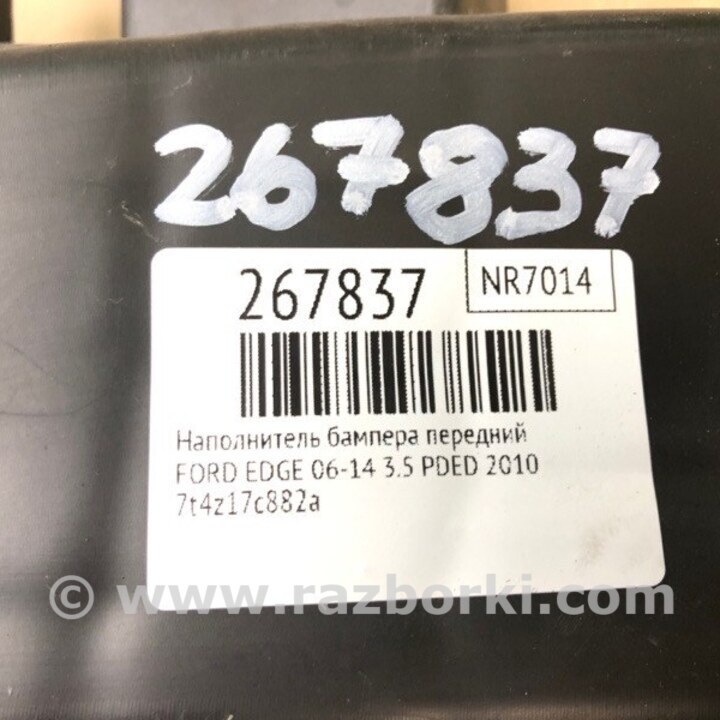 267837
267837
NR7014
Наполнитель бампера передний
FORD EDGE 06-14 3.5 PDED 2010
7t4z17c882a
© www.razborki.com